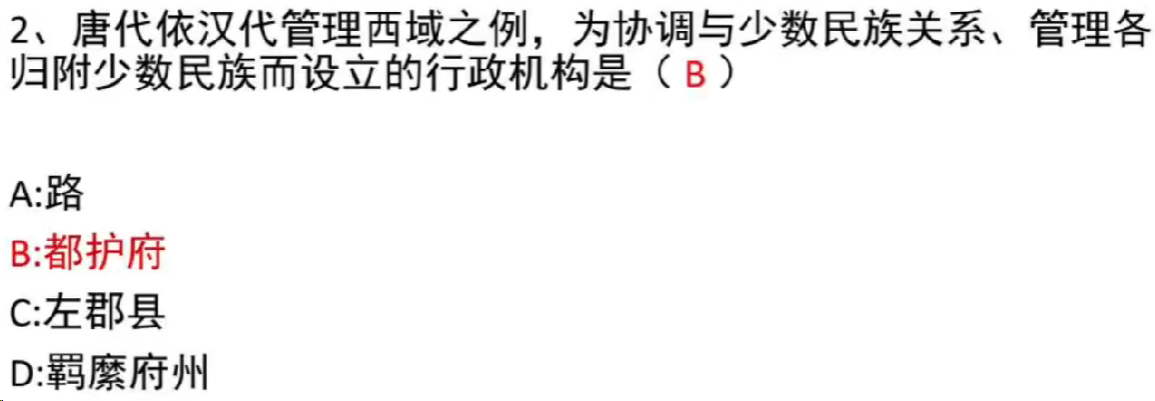 2、唐代依汉代管理西域之例，为协调与少数民族关系、管理各
归附少数民族而设立的行政机构是（ B ）
A:路
B:都护府
C:左郡县
D:羁縻府州